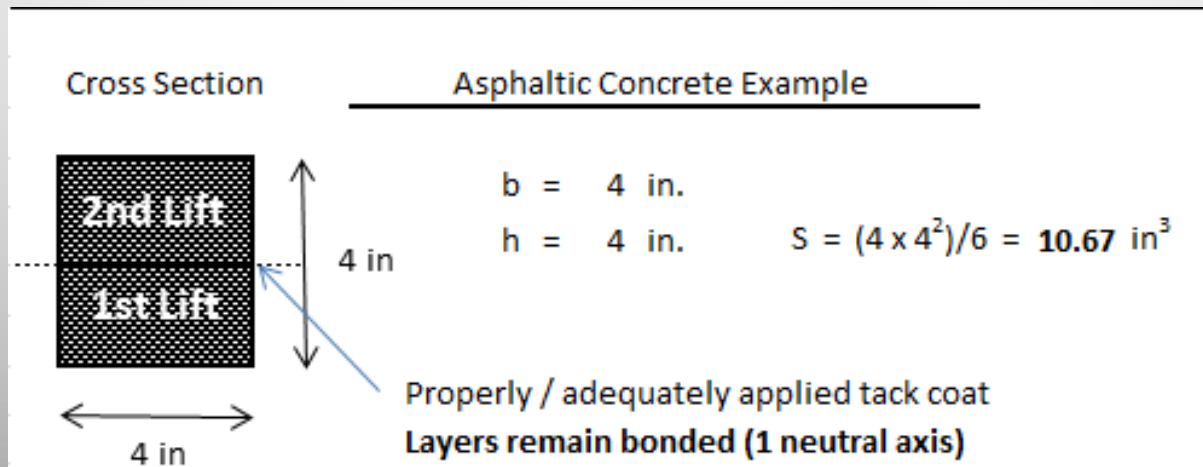 Cross Section
Asphaltic Concrete Example
2nd Lift
1st Lift
4 in
4 in
b = 4 in.
h = 4 in.
S = (4 x 4²)/6 = 10.67 in³
Properly / adequately applied tack coat
Layers remain bonded (1 neutral axis)